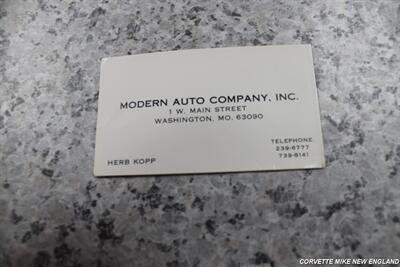 MODERN AUTO COMPANY, INC.
1 W. MAIN STREET
WASHINGTON, MO. 63090
TELEPHONE:
239-6777
739-8141
HERB KOPP
CORVETTE MIKE NEW ENGLAND